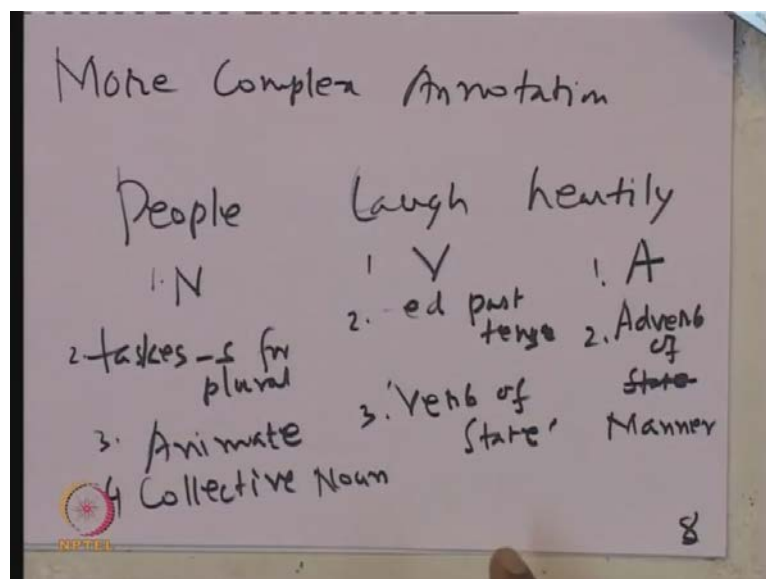 More Complex Annotation
People Laugh heartily
1. N
2. taskes -s for plural
3. Animate
4 Collective Noun
1 V
2. -ed past tense
3. 'Verb of State'
1. A
2. Adverb of State Manner
8
NPTEL